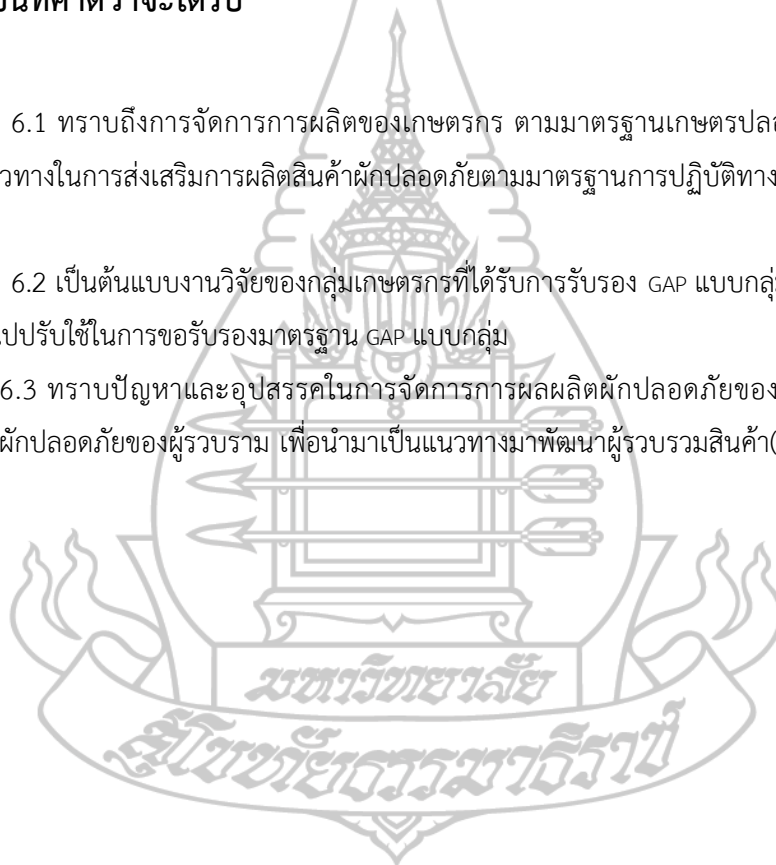 6.1 ทราบถึงการจัดการการผลิตของเกษตรกร ตามมาตรฐานเกษตรปลอ
วทางในการส่งเสริมการผลิตสินค้าผักปลอดภัยตามมาตรฐานการปฏิบัติทาง
6.2 เป็นต้นแบบงานวิจัยของกลุ่มเกษตรกรที่ได้รับการรับรอง GAP แบบกลุ่ม
ไปปรับใช้ในการขอรับรองมาตรฐาน GAP แบบกลุ่ม
6.3 ทราบปัญหาและอุปสรรคในการจัดการการผลผลิตผักปลอดภัยของ
ผักปลอดภัยของผู้รวบราม เพื่อนำมาเป็นแนวทางมาพัฒนาผู้รวบรวมสินค้า(
มหาวิทยาลัย
สุโขทัยธรรมาธิราช